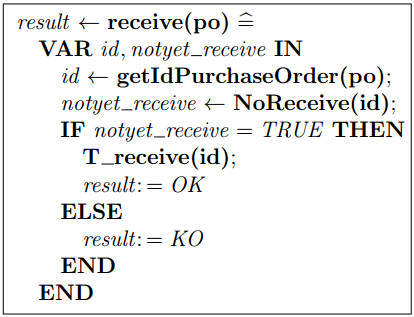 result ← receive(po) ≙
VAR id, notyet_receive IN
id ← getIdPurchaseOrder(po);
notyet_receive ← NoReceive(id);
IF notyet_receive = TRUE THEN
T_receive(id);
result := OK
ELSE
result := KO
END
END